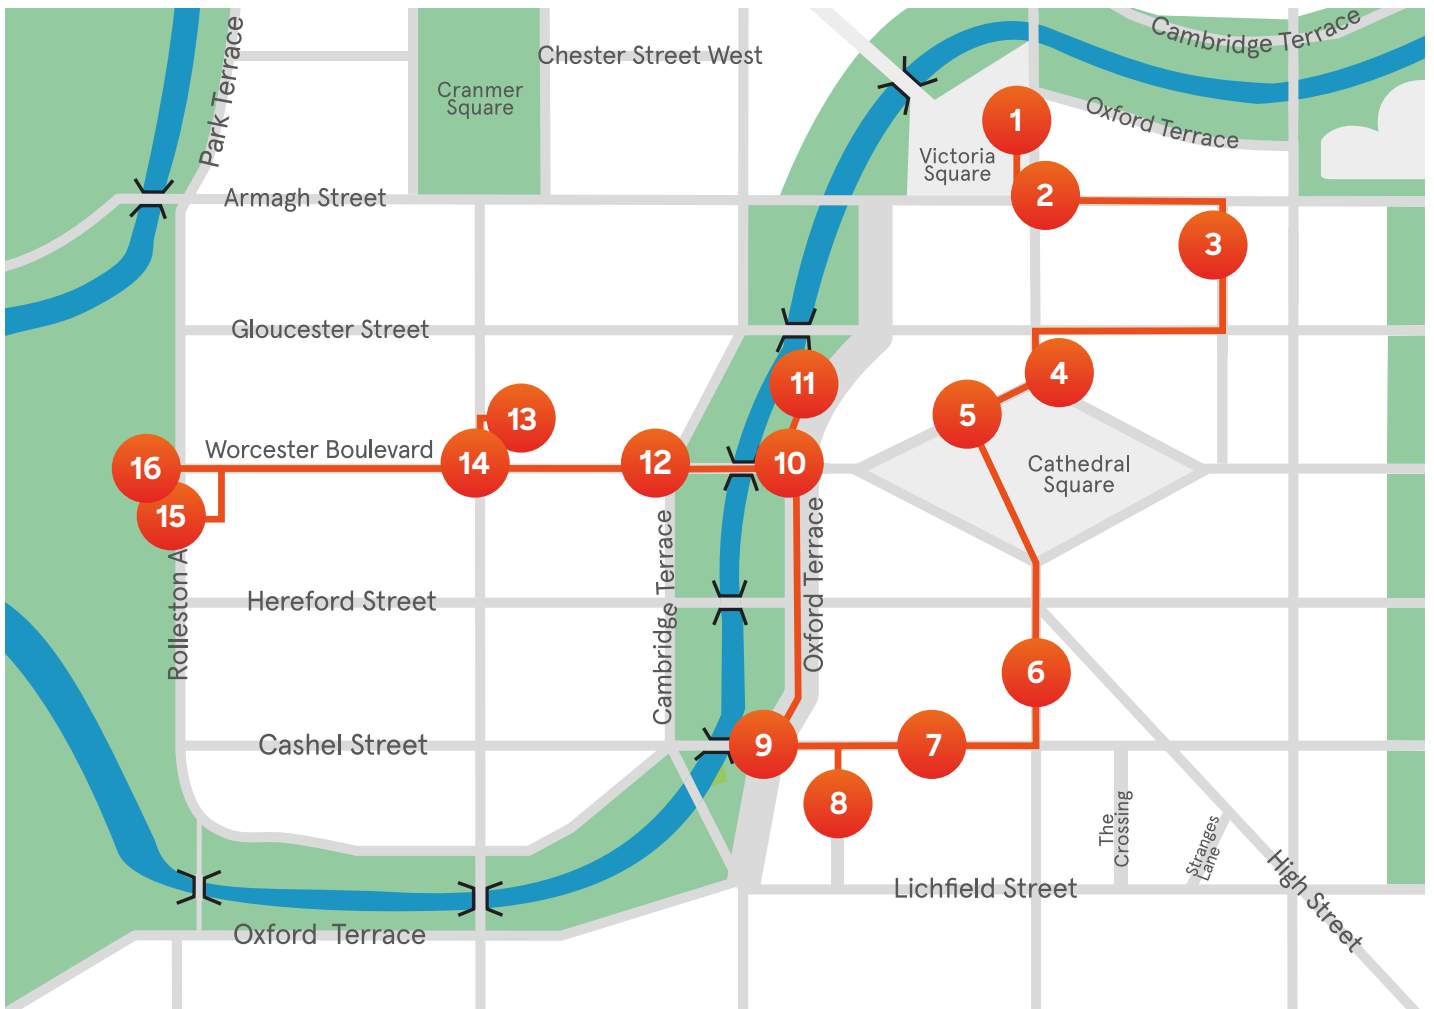 Cambridge Terrace
Park Terrace
Chester Street West
Cranmer
Square
Oxford Terrace
1
Victoria
Square
2
Armagh Street
3
Gloucester Street
4
11
5
13
Worcester Boulevard
16
14
12
10
Cathedral
Square
15
Rolleston A
Cambridge Terrace
Oxford Terrace
Hereford Street
6
Cashel Street
9
7
8
The
Crossing
Stranges
Lane
High Street
Lichfield Street
Oxford Terrace